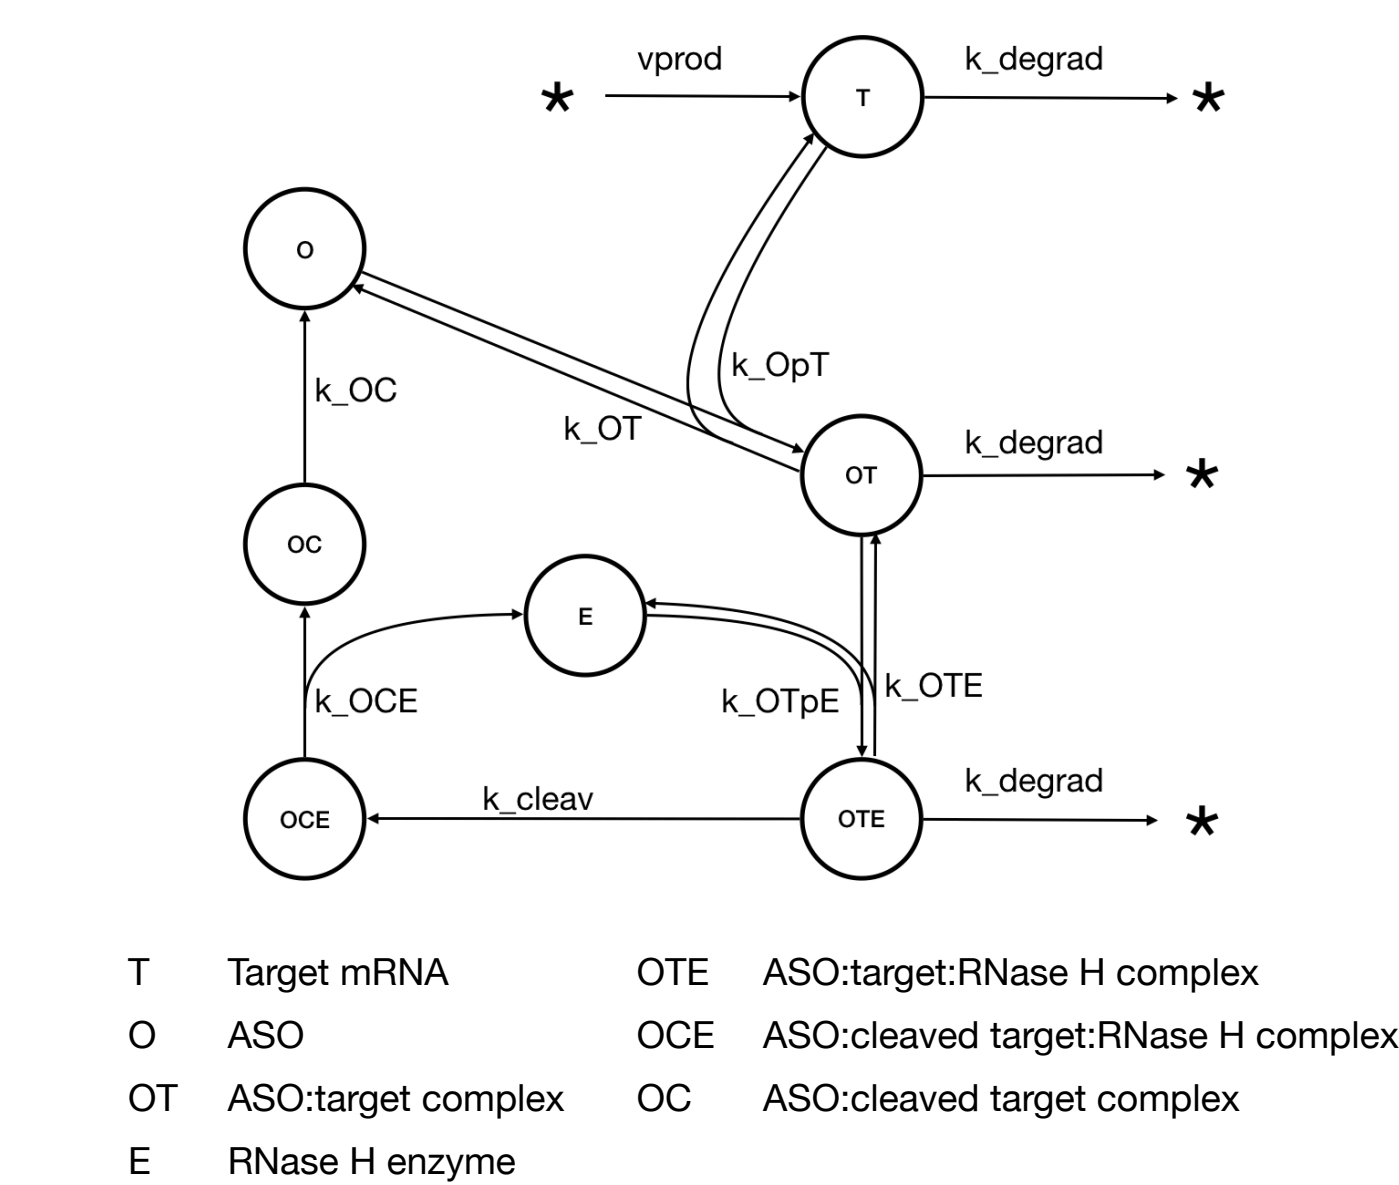 vprod
k_degrad
*
T
*
O
k_OpT
k_OC
k_OT
k_degrad
OT
*
OC
E
k_OTpE
k_OTE
k_OCE
k_cleav
k_degrad
OCE
OTE
*
T Target mRNA OTE ASO:target:RNase H complex
O ASO OCE ASO:cleaved target:RNase H complex
OT ASO:target complex OC ASO:cleaved target complex
E RNase H enzyme